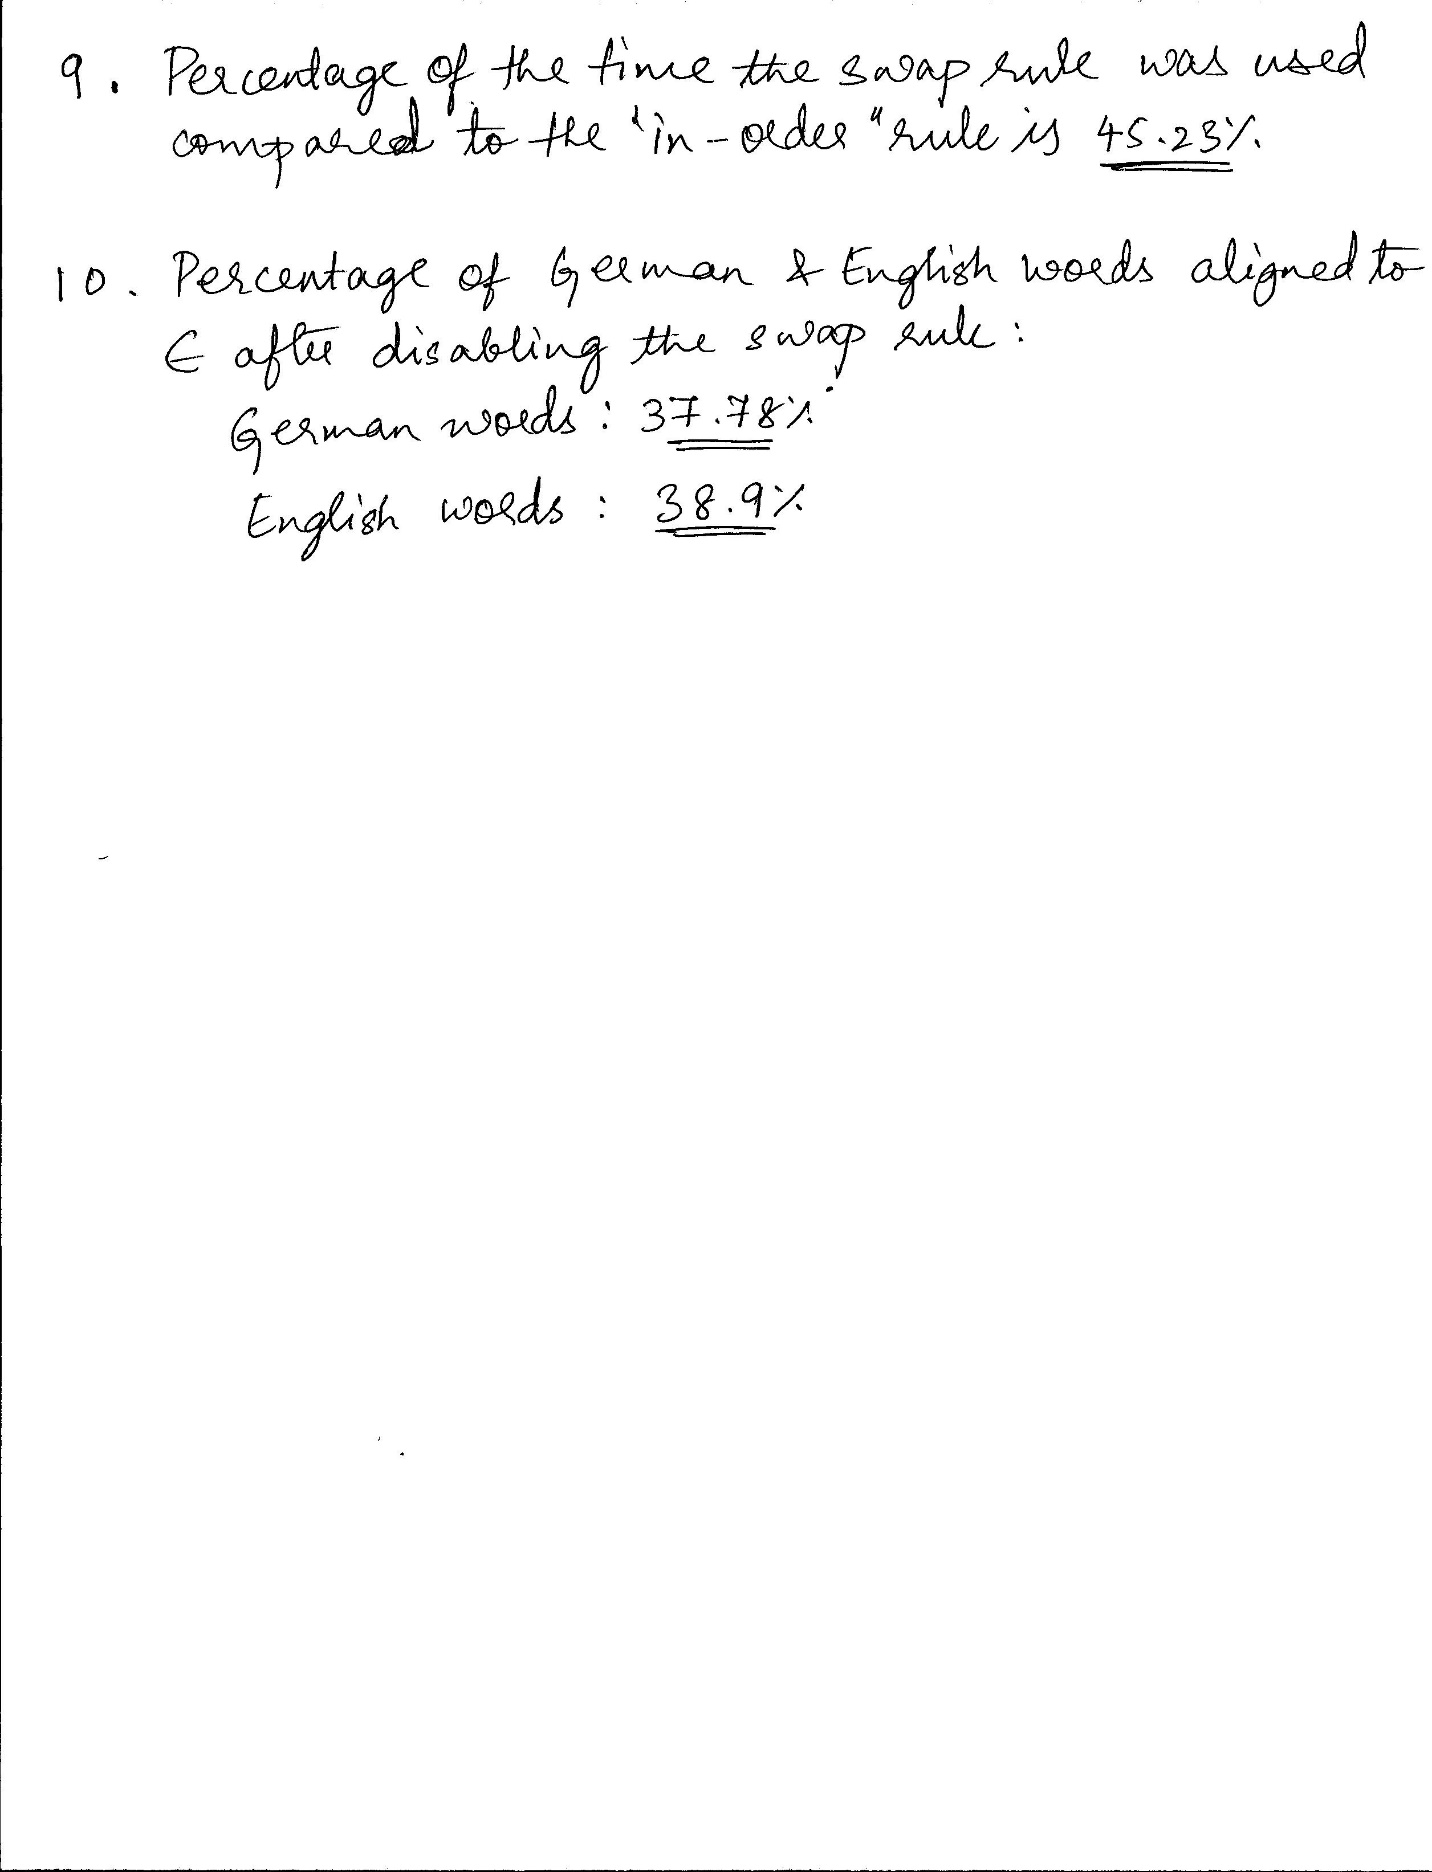 9. Percentage of the time the swap rule was used
compared to the "in-order" rule is 45.23%.
10. Percentage of German & English words aligned to
ϵ after disabling the swap rule:
German words: 37.78%
English words: 38.9%